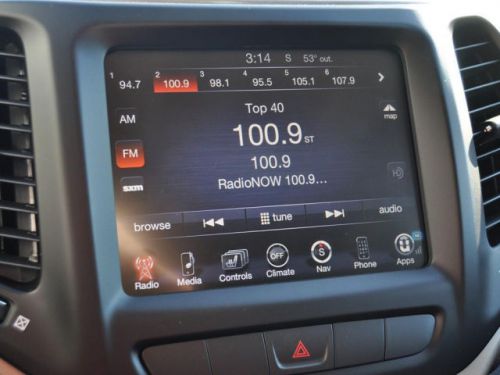 3:14 S 53° out.
1 94.7 2 100.9 3 98.1 4 95.5 5 105.1 6 107.9
Top 40
AM
100.9 ST
map
FM
100.9
RadioNOW 100.9...
sxm
browse tune audio
OFF S
Radio Media Controls Climate Nav Phone Apps